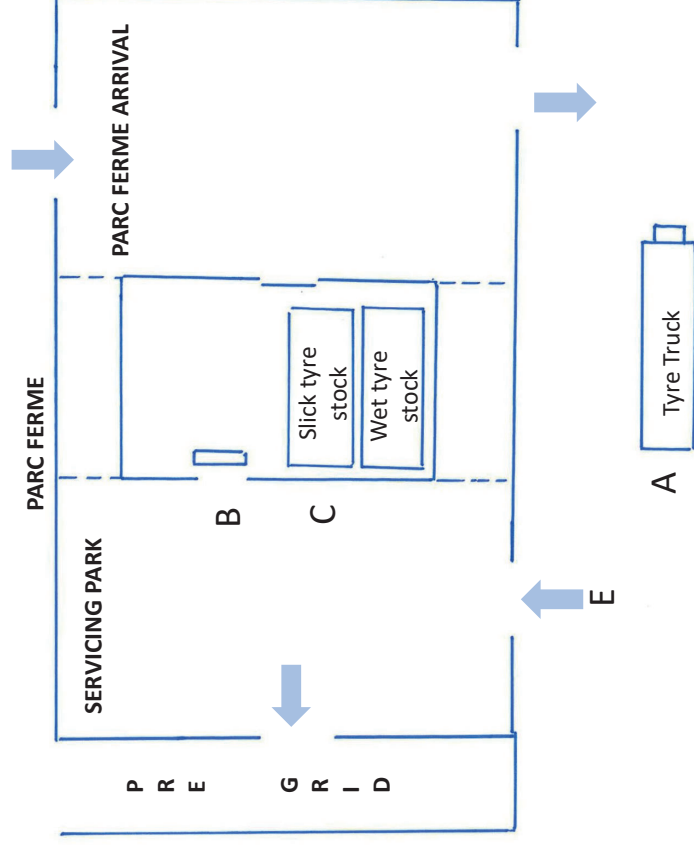 PARC FERME
SERVICING PARK
PARC FERME ARRIVAL
PRE GRID
B
C
Slick tyre
stock
Wet tyre
stock
E
A
Tyre Truck